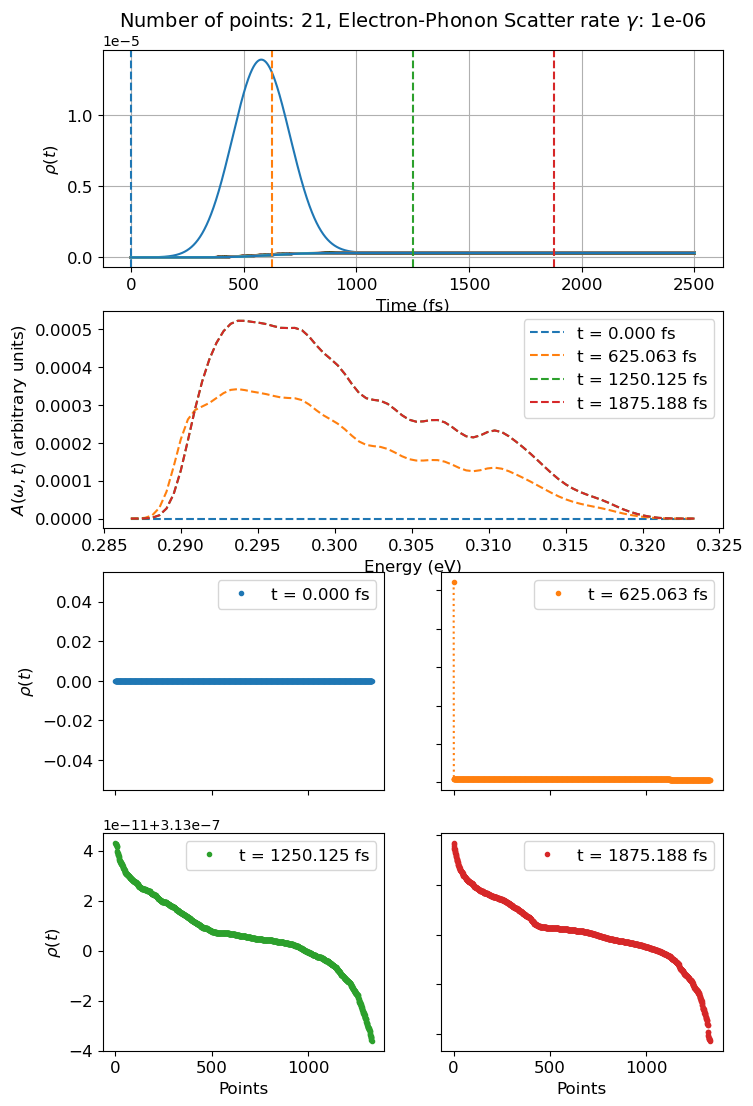 Number of points: 21, Electron-Phonon Scatter rate γ: 1e-06
1e−5
1.0
0.5
0.0
ρ(t)
0 500 1000 1500 2000 2500
Time (fs)
0.0005
0.0004
0.0003
0.0002
0.0001
0.0000
A(ω, t) (arbitrary units)
t = 0.000 fs
t = 625.063 fs
t = 1250.125 fs
t = 1875.188 fs
0.285 0.290 0.295 0.300 0.305 0.310 0.315 0.320 0.325
Energy (eV)
0.04
0.02
0.00
−0.02
−0.04
ρ(t)
t = 0.000 fs
t = 625.063 fs
1e−11+3.13e−7
4
2
0
−2
−4
ρ(t)
t = 1250.125 fs
0 500 1000
Points
t = 1875.188 fs
0 500 1000
Points